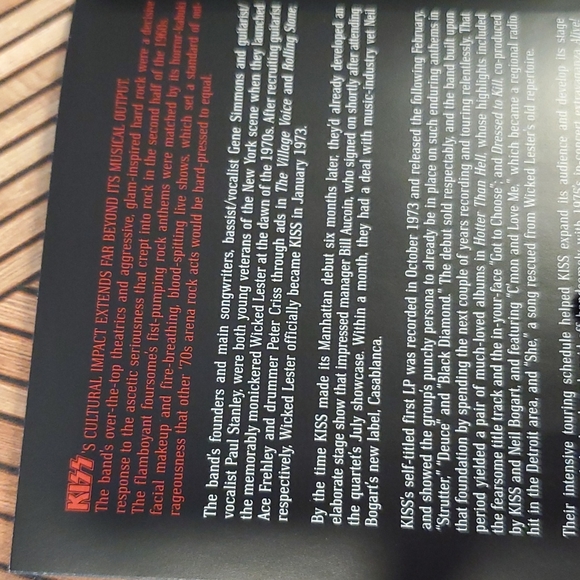 KISS'S CULTURAL IMPACT EXTENDS FAR BEYOND ITS MUSICAL OUTPUT.
The band's over-the-top theatrics and aggressive, glam-inspired hard rock were a decisive
response to the ascetic seriousness that crept into rock in the second half of the 1960s.
The flamboyant foursome's fist-pumping rock anthems were matched by its horror-kabuki
facial makeup and fire-breathing, blood-spitting live shows, which set a standard of out-
rageousness that other '70s arena rock acts would be hard-pressed to equal.
The band's founders and main songwriters, bassist/vocalist Gene Simmons and guitarist/
vocalist Paul Stanley, were both young veterans of the New York scene when they launched
the memorably monickered Wicked Lester at the dawn of the 1970s. After recruiting guitarist
Ace Frehley and drummer Peter Criss through ads in The Village Voice and Rolling Stone,
respectively, Wicked Lester officially became KISS in January 1973.
By the time KISS made its Manhattan debut six months later, they'd already developed an
elaborate stage show that impressed manager Bill Aucoin, who signed on shortly after attending
the quartet's July showcase. Within a month, they had a deal with music-industry vet Neil
Bogart's new label, Casablanca.
KISS's self-titled first LP was recorded in October 1973 and released the following February,
and showed the group's punchy persona to already be in place on such enduring anthems as
"Strutter," "Deuce" and "Black Diamond." The debut sold respectably, and the band built upon
that foundation by spending the next couple of years recording and touring relentlessly. That
period yielded a pair of much-loved albums in Hotter Than Hell, whose highlights included
the fearsome title track and the in-your-face "Got to Choose"; and Dressed to Kill, co-produced
by KISS and Neil Bogart, and featuring "C'mon and Love Me," which became a regional radio
hit in the Detroit area, and "She," a song rescued from Wicked Lester's old repertoire.
Their intensive touring schedule helped KISS expand its audience and develop its stage